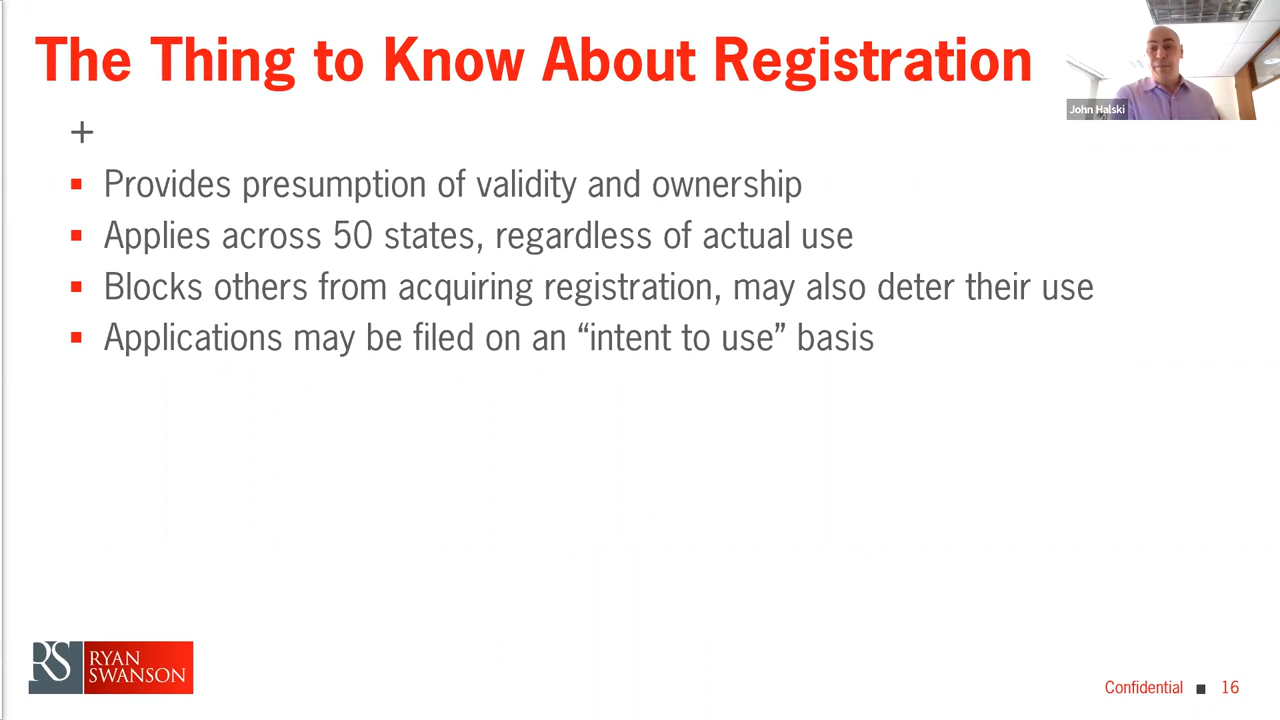 The Thing to Know About Registration
John Halski
+
▪ Provides presumption of validity and ownership
▪ Applies across 50 states, regardless of actual use
▪ Blocks others from acquiring registration, may also deter their use
▪ Applications may be filed on an “intent to use” basis
RS
RYAN
SWANSON
Confidential ■ 16